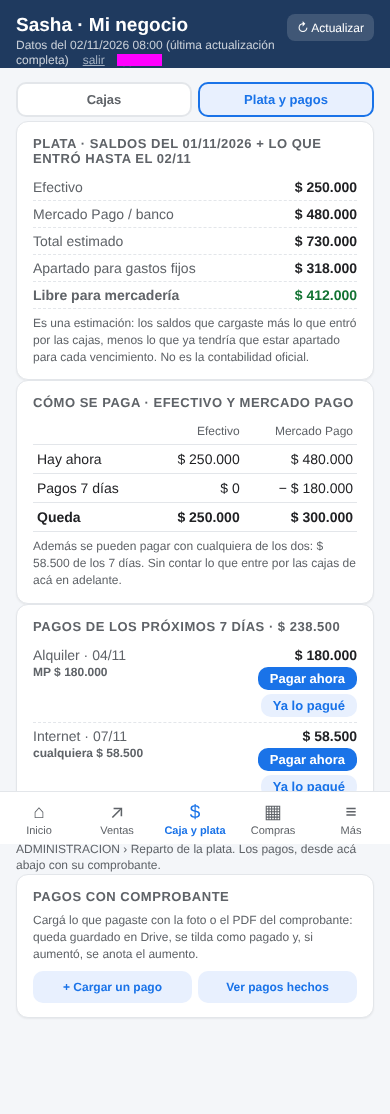 Sasha · Mi negocio
↻ Actualizar
Datos del 02/11/2026 08:00 (última actualización
completa) salir
Cajas
Plata y pagos
PLATA · SALDOS DEL 01/11/2026 + LO QUE
ENTRÓ HASTA EL 02/11
Efectivo $ 250.000
Mercado Pago / banco $ 480.000
Total estimado $ 730.000
Apartado para gastos fijos $ 318.000
Libre para mercadería $ 412.000
Es una estimación: los saldos que cargaste más lo que entró
por las cajas, menos lo que ya tendría que estar apartado
para cada vencimiento. No es la contabilidad oficial.
CÓMO SE PAGA · EFECTIVO Y MERCADO PAGO
Efectivo Mercado Pago
Hay ahora $ 250.000 $ 480.000
Pagos 7 días $ 0 − $ 180.000
Queda $ 250.000 $ 300.000
Además se pueden pagar con cualquiera de los dos: $
58.500 de los 7 días. Sin contar lo que entre por las cajas de
acá en adelante.
PAGOS DE LOS PRÓXIMOS 7 DÍAS · $ 238.500
Alquiler · 04/11 $ 180.000
MP $ 180.000
Pagar ahora
Ya lo pagué
Internet · 07/11 $ 58.500
cualquiera $ 58.500
Pagar ahora
Ya lo pagué
$
Inicio Ventas Caja y plata Compras Más
ADMINISTRACION › Reparto de la plata. Los pagos, desde acá
abajo con su comprobante.
PAGOS CON COMPROBANTE
Cargá lo que pagaste con la foto o el PDF del comprobante:
queda guardado en Drive, se tilda como pagado y, si
aumentó, se anota el aumento.
+ Cargar un pago
Ver pagos hechos